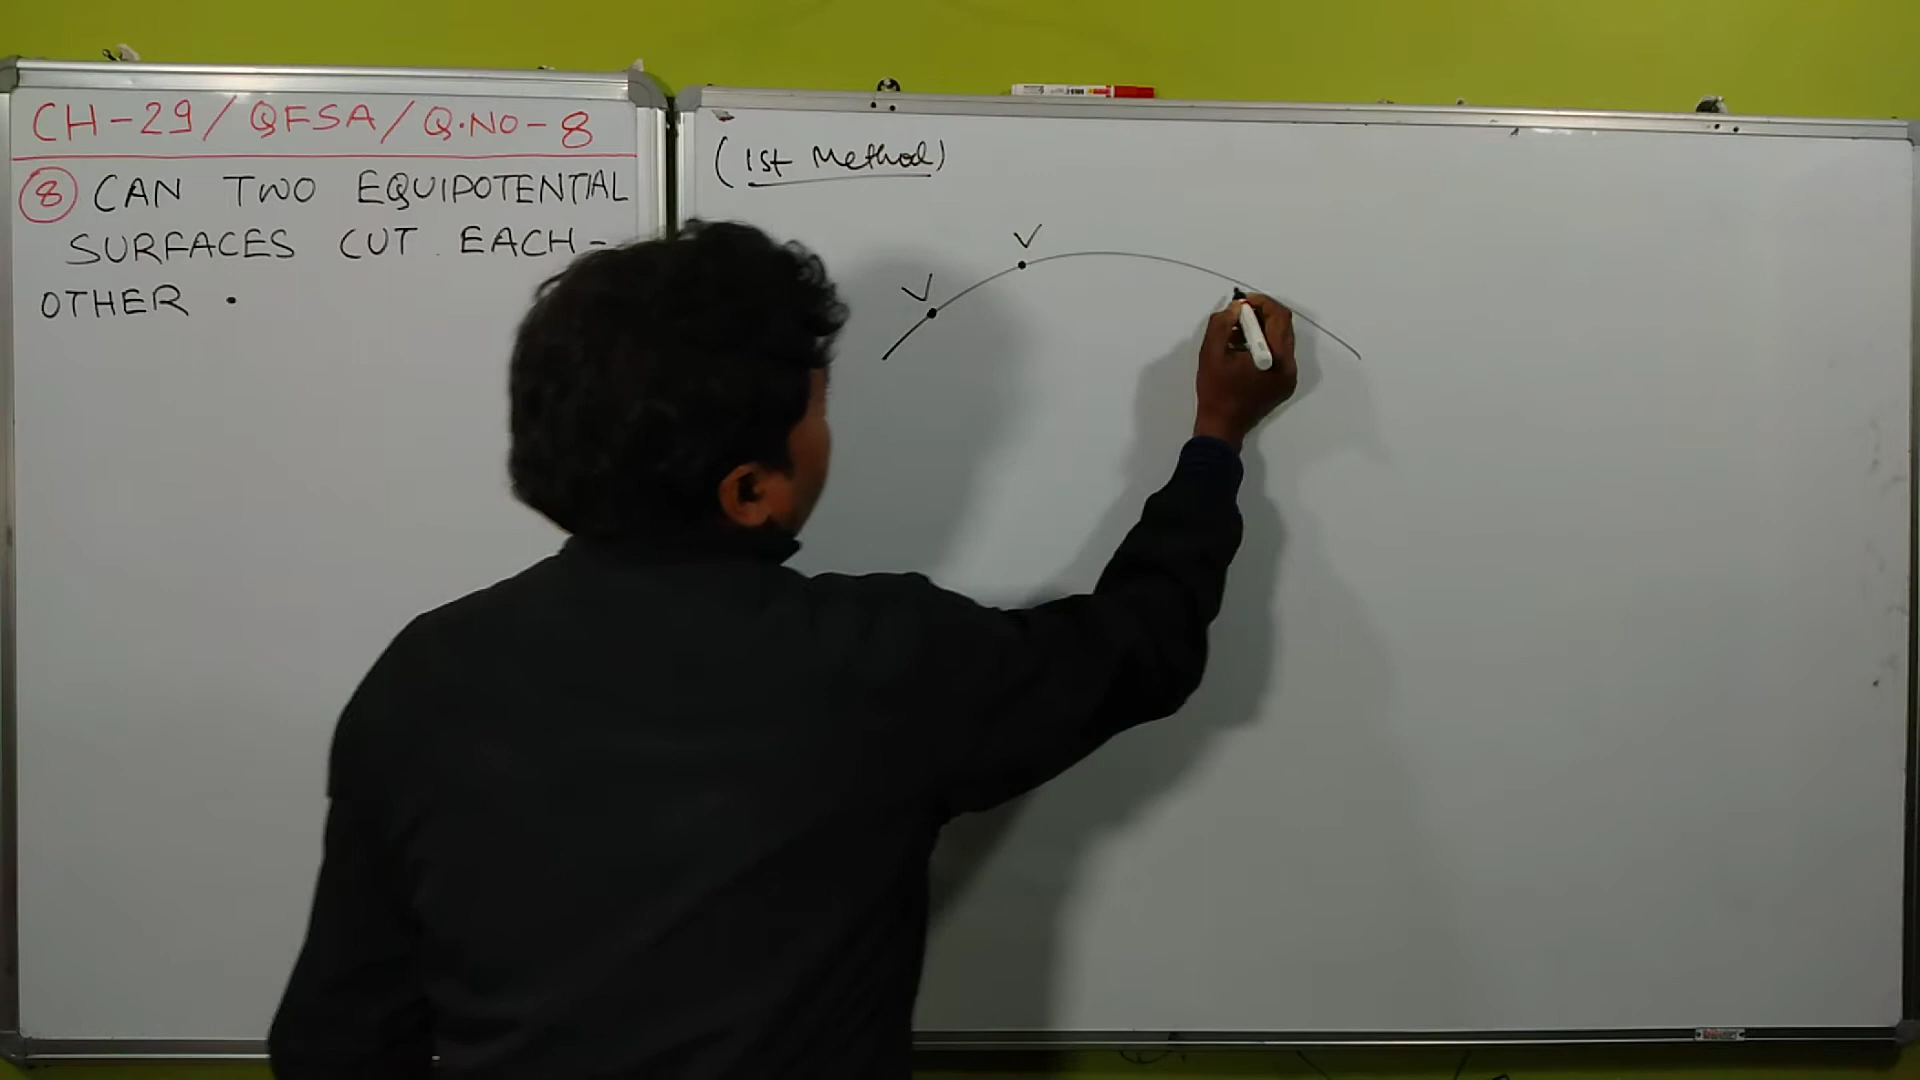 CH-29/QFSA/Q.NO-8
8 CAN TWO EQUIPOTENTIAL
SURFACES CUT EACH-
OTHER .
(1st Method)
V
V